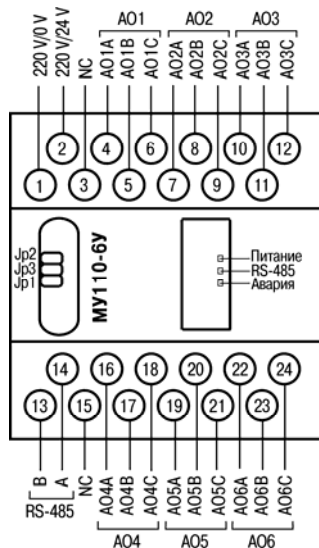 AO1 AO2 AO3
220 V/0 V
220 V/24 V
NC
AO1A
AO1B
AO1C
AO2A
AO2B
AO2C
AO3A
AO3B
AO3C
2 4 6 8 10 12
1 3 5 7 9 11
Jp2
Jp3
Jp1
МУ110-6У
Питание
RS-485
Авария
14 16 18 20 22 24
13 15 17 19 21 23
B
A
NC
AO4A
AO4B
AO4C
AO5A
AO5B
AO5C
AO6A
AO6B
AO6C
RS-485
AO4 AO5 AO6